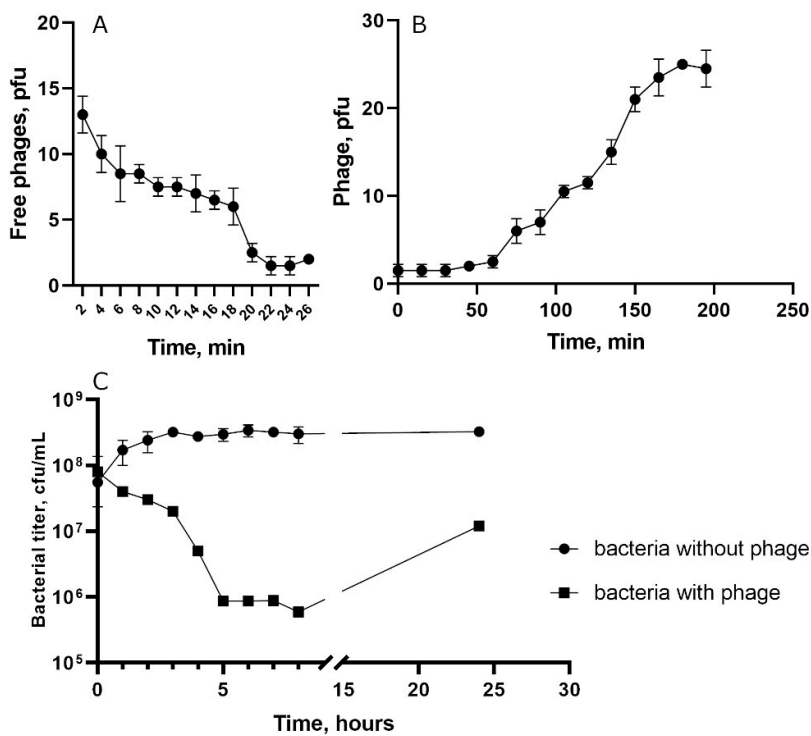 A
Free phages, pfu
20
15
10
5
0
2 4 6 8 10 12 14 16 18 20 22 24 26
Time, min
B
Phage, pfu
30
20
10
0
0 50 100 150 200 250
Time, min
C
Bacterial titer, cfu/mL
10⁹
10⁸
10⁷
10⁶
10⁵
0 5 15 20 25 30
Time, hours
bacteria without phage
bacteria with phage